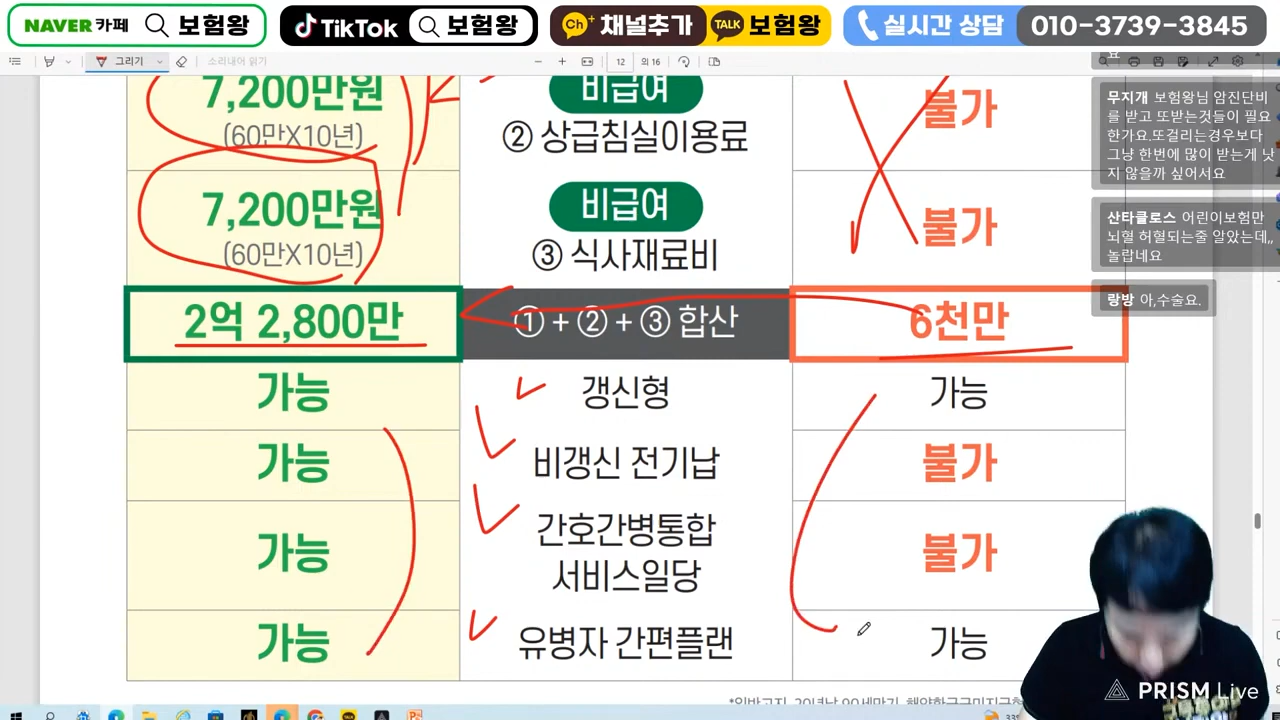 NAVER 카페 보험왕 TikTok 보험왕 Ch+ 채널추가 TALK 보험왕 실시간 상담 010-3739-3845
그리기 소리내어 읽기 12 의 16
요
7,200만원 비급여 불가
(60만X10년) ② 상급침실이용료
7,200만원 비급여 불가
(60만X10년) ③ 식사재료비
2억 2,800만 ① + ② + ③ 합산 6천만
가능 갱신형 가능
가능 비갱신 전기납 불가
가능 간호간병통합 불가
서비스일당
가능 유병자 간편플랜 가능
무지개 보험왕님 암진단비
를 받고 또받는것들이 필요
한가요.또걸리는경우보다
그냥 한번에 많이 받는게 낫
지 않을까 싶어서요
산타클로스 어린이보험만
뇌혈 허혈되는줄 알았는데,,
놀랍네요
랑방 아,수술요.
PRISM Live